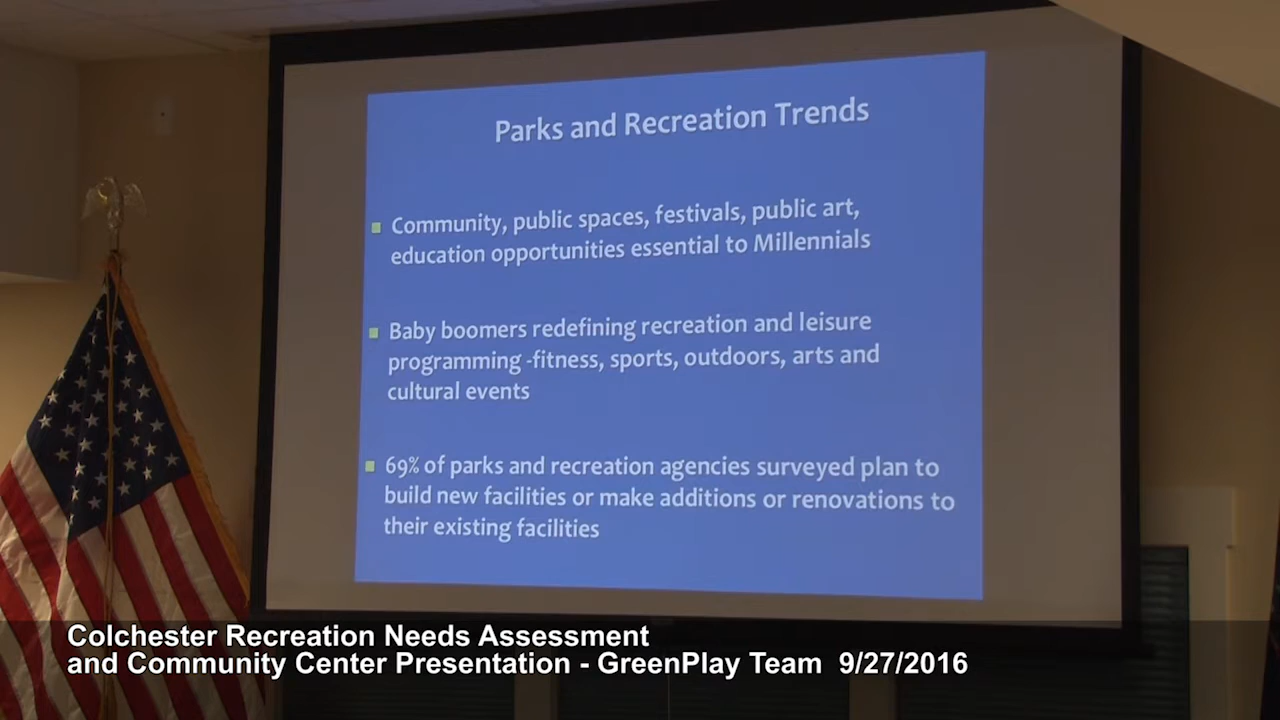 Parks and Recreation Trends
Community, public spaces, festivals, public art,
education opportunities essential to Millennials
Baby boomers redefining recreation and leisure
programming -fitness, sports, outdoors, arts and
cultural events
69% of parks and recreation agencies surveyed plan to
build new facilities or make additions or renovations to
their existing facilities
Colchester Recreation Needs Assessment
and Community Center Presentation - GreenPlay Team 9/27/2016